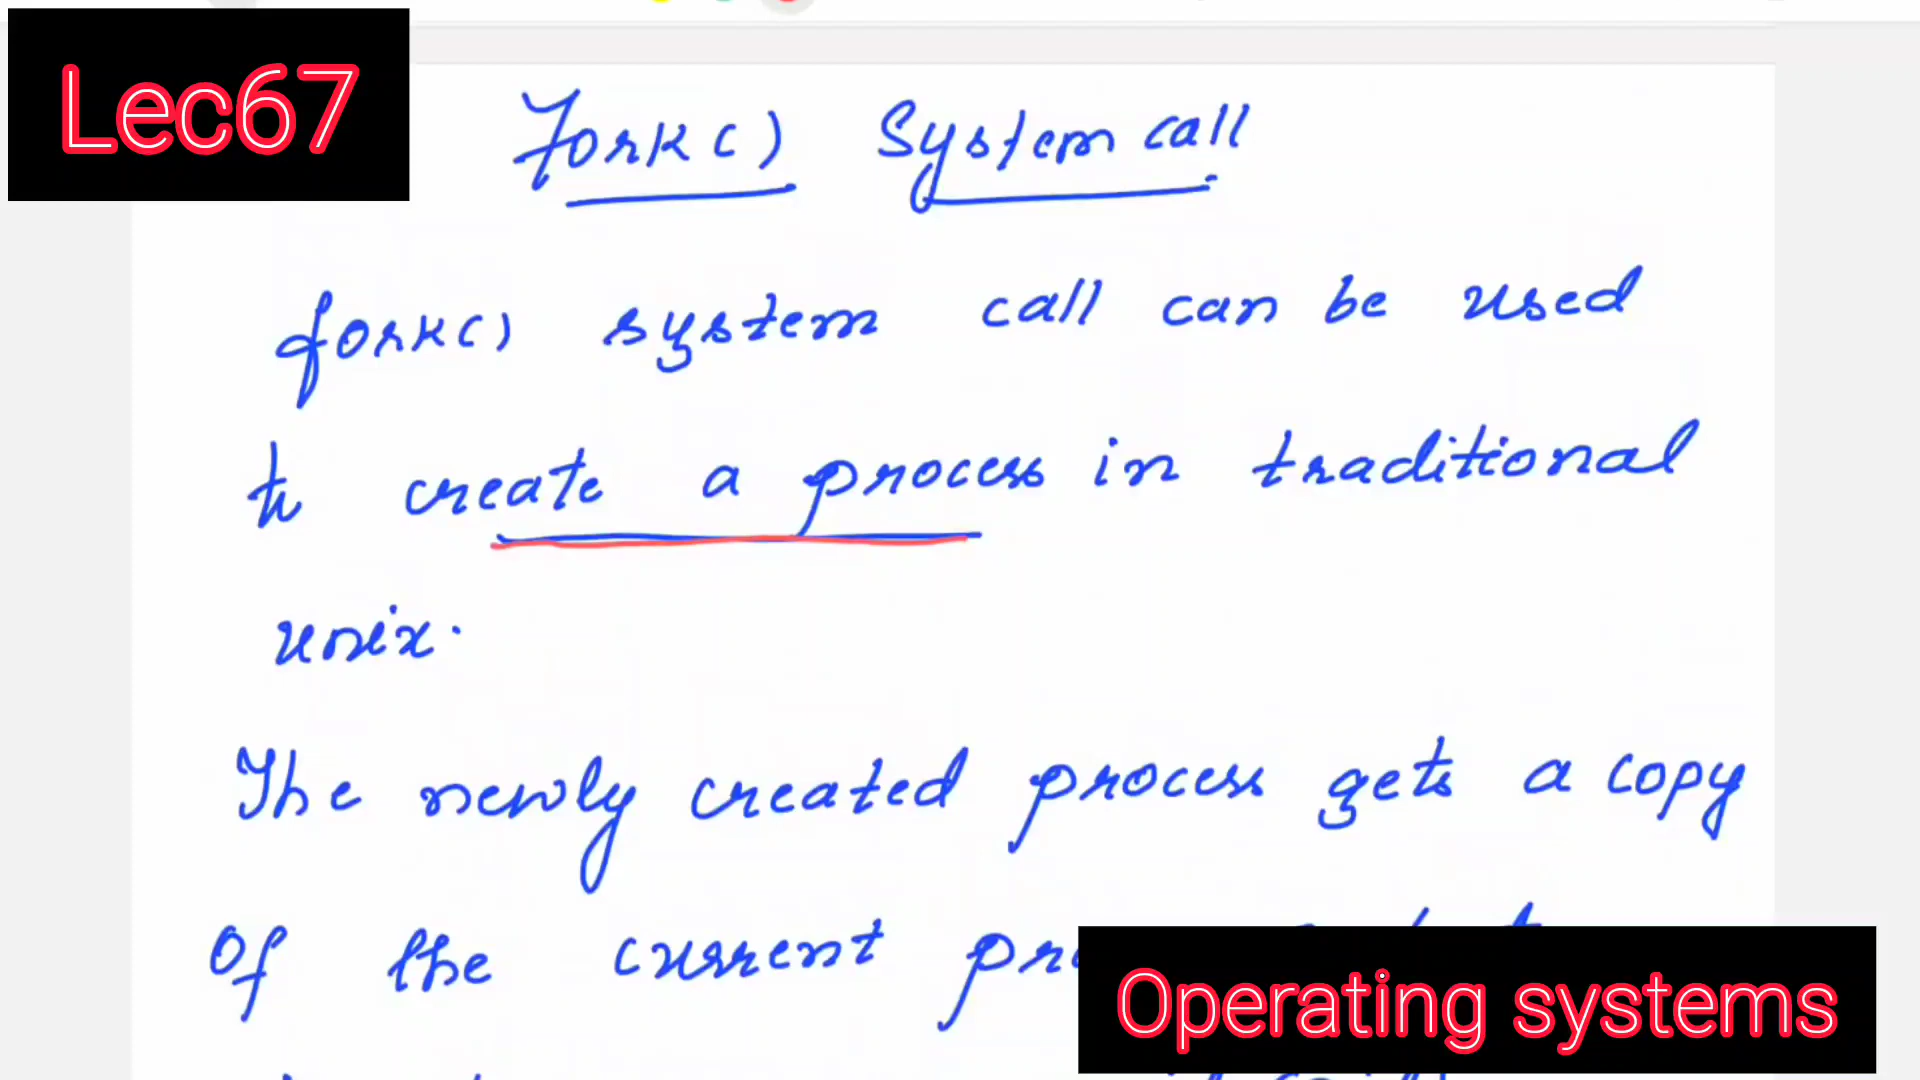 Lec67
Fork() System call
fork() system call can be used
to create a process in traditional
unix.
The newly created process gets a copy
of the current
Operating systems